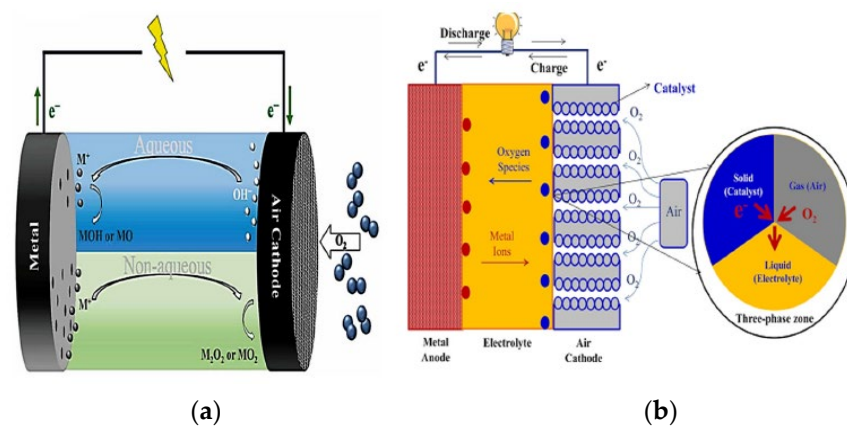 e⁻
e⁻
Metal
M⁺
Aqueous
OH⁻
MOH or MO
Non-aqueous
M⁺
M₂O₂ or MO₂
Air Cathode
O₂
(a)
Discharge
e⁻
Charge
e⁻
Catalyst
O₂
O₂
O₂
O₂
O₂
Oxygen
Species
Metal
Ions
Air
Metal
Anode
Electrolyte
Air
Cathode
Solid
(Catalyst)
Gas (Air)
e⁻
O₂
Liquid
(Electrolyte)
Three-phase zone
(b)